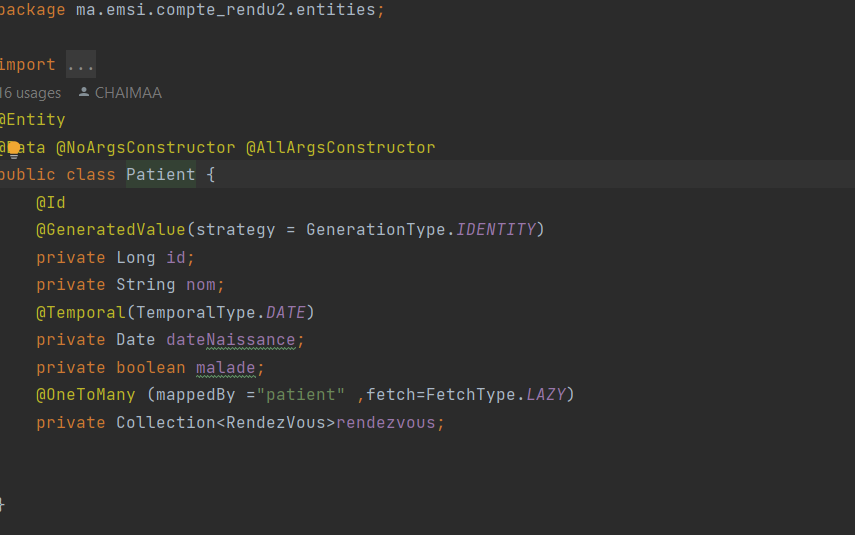 package ma.emsi.compte_rendu2.entities;
import ...
16 usages CHAIMAA
@Entity
@Data @NoArgsConstructor @AllArgsConstructor
public class Patient {
@Id
@GeneratedValue(strategy = GenerationType.IDENTITY)
private Long id;
private String nom;
@Temporal(TemporalType.DATE)
private Date dateNaissance;
private boolean malade;
@OneToMany (mappedBy ="patient" ,fetch=FetchType.LAZY)
private Collection<RendezVous>rendezvous;
}